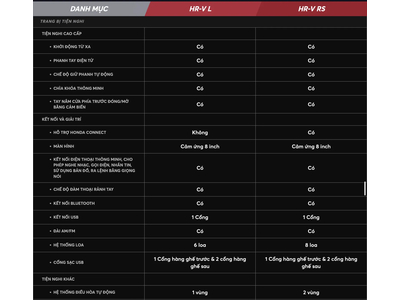 DANH MỤC HR-V L HR-V RS
TRANG BỊ TIỆN NGHI
TIỆN NGHI CAO CẤP
• KHỞI ĐỘNG TỪ XA Có Có
• PHANH TAY ĐIỆN TỬ Có Có
• CHẾ ĐỘ GIỮ PHANH TỰ ĐỘNG Có Có
• CHÌA KHÓA THÔNG MINH Có Có
• TAY NẮM CỬA PHÍA TRƯỚC ĐÓNG/MỞ
BẰNG CẢM BIẾN Có Có
KẾT NỐI VÀ GIẢI TRÍ
• HỖ TRỢ HONDA CONNECT Không Có
• MÀN HÌNH Cảm ứng 8 inch Cảm ứng 8 inch
• KẾT NỐI ĐIỆN THOẠI THÔNG MINH, CHO
PHÉP NGHE NHẠC, GỌI ĐIỆN, NHẮN TIN,
SỬ DỤNG BẢN ĐỒ, RA LỆNH BẰNG GIỌNG
NÓI Có Có
• CHẾ ĐỘ ĐÀM THOẠI RẢNH TAY Có Có
• KẾT NỐI BLUETOOTH Có Có
• KẾT NỐI USB 1 Cổng 1 Cổng
• ĐÀI AM/FM Có Có
• HỆ THỐNG LOA 6 loa 8 loa
• CỔNG SẠC USB 1 Cổng hàng ghế trước & 2 cổng hàng
ghế sau 1 Cổng hàng ghế trước & 2 cổng hàng
ghế sau
TIỆN NGHI KHÁC
• HỆ THỐNG ĐIỀU HÒA TỰ ĐỘNG 1 vùng 2 vùng